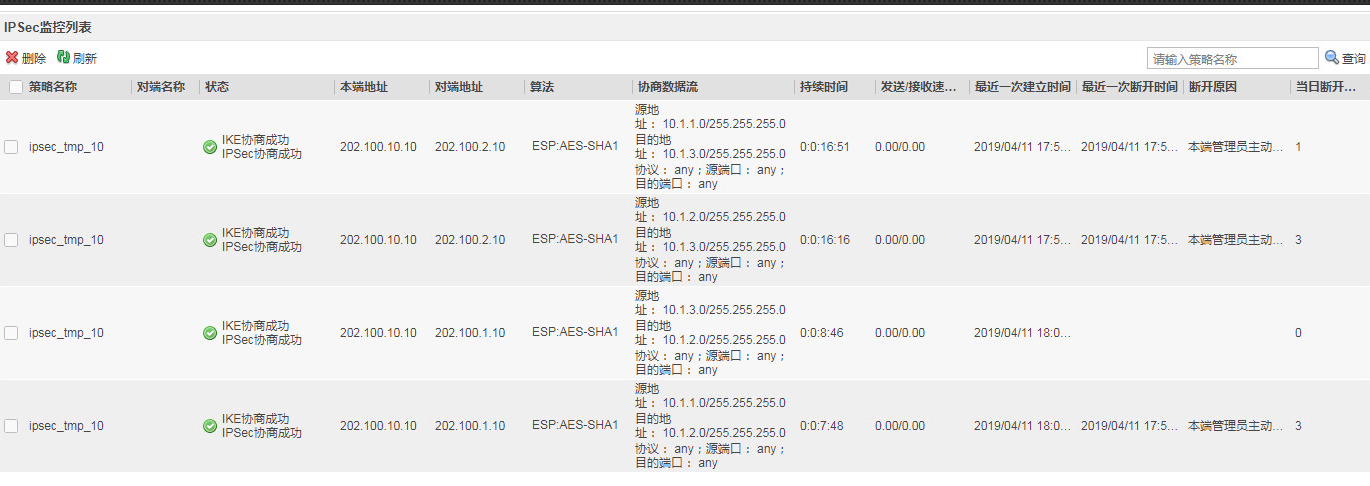 IPSec监控列表
删除 刷新 请输入策略名称 查询
策略名称 对端名称 状态 本端地址 对端地址 算法 协商数据流 持续时间 发送/接收速... 最近一次建立时间 最近一次断开时间 断开原因 当日断开...
源地
址： 10.1.1.0/255.255.255.0
IKE协商成功 目的地
ipsec_tmp_10 202.100.10.10 202.100.2.10 ESP:AES-SHA1 0:0:16:51 0.00/0.00 2019/04/11 17:5... 2019/04/11 17:5... 本端管理员主动... 1
IPSec协商成功 址： 10.1.3.0/255.255.255.0
协议： any；源端口： any；
目的端口： any
源地
址： 10.1.2.0/255.255.255.0
IKE协商成功 目的地
ipsec_tmp_10 202.100.10.10 202.100.2.10 ESP:AES-SHA1 0:0:16:16 0.00/0.00 2019/04/11 17:5... 2019/04/11 17:5... 本端管理员主动... 3
IPSec协商成功 址： 10.1.3.0/255.255.255.0
协议： any；源端口： any；
目的端口： any
源地
址： 10.1.3.0/255.255.255.0
IKE协商成功 目的地
ipsec_tmp_10 202.100.10.10 202.100.1.10 ESP:AES-SHA1 0:0:8:46 0.00/0.00 2019/04/11 18:0... 0
IPSec协商成功 址： 10.1.2.0/255.255.255.0
协议： any；源端口： any；
目的端口： any
源地
址： 10.1.1.0/255.255.255.0
IKE协商成功 目的地
ipsec_tmp_10 202.100.10.10 202.100.1.10 ESP:AES-SHA1 0:0:7:48 0.00/0.00 2019/04/11 18:0... 2019/04/11 17:5... 本端管理员主动... 3
IPSec协商成功 址： 10.1.2.0/255.255.255.0
协议： any；源端口： any；
目的端口： any